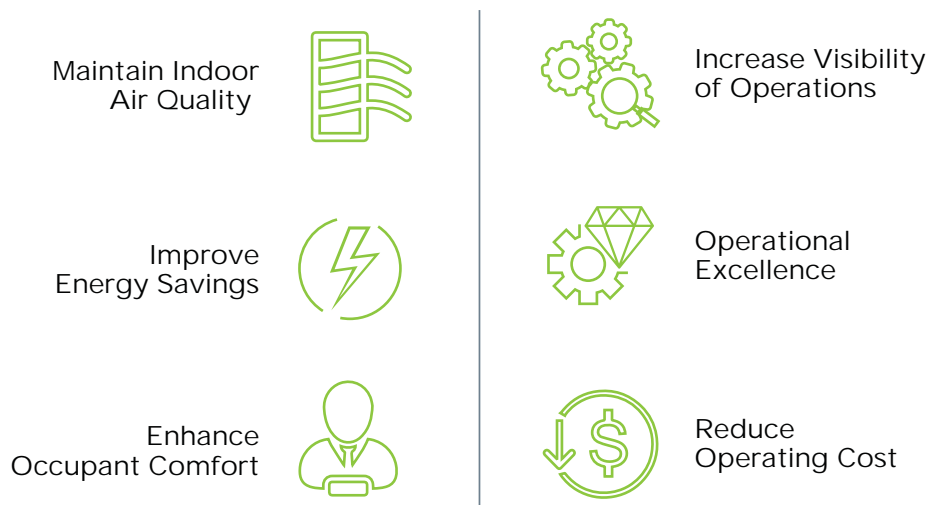 Maintain Indoor
Air Quality
Improve
Energy Savings
Enhance
Occupant Comfort
Increase Visibility
of Operations
Operational
Excellence
Reduce
Operating Cost